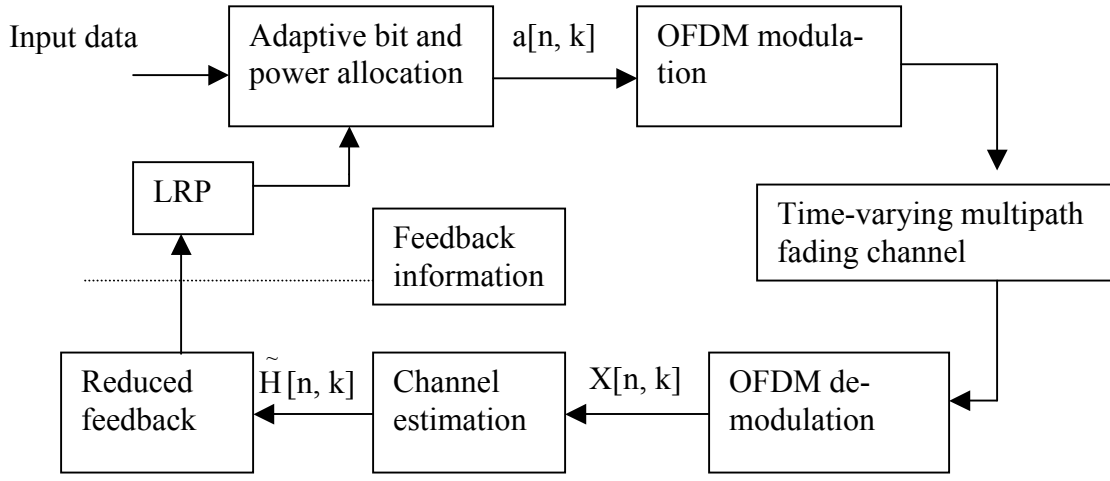 Input data
Adaptive bit and
power allocation
a[n, k]
OFDM modula-
tion
LRP
Feedback
information
Time-varying multipath
fading channel
Reduced
feedback
H̃[n, k]
Channel
estimation
X[n, k]
OFDM de-
modulation